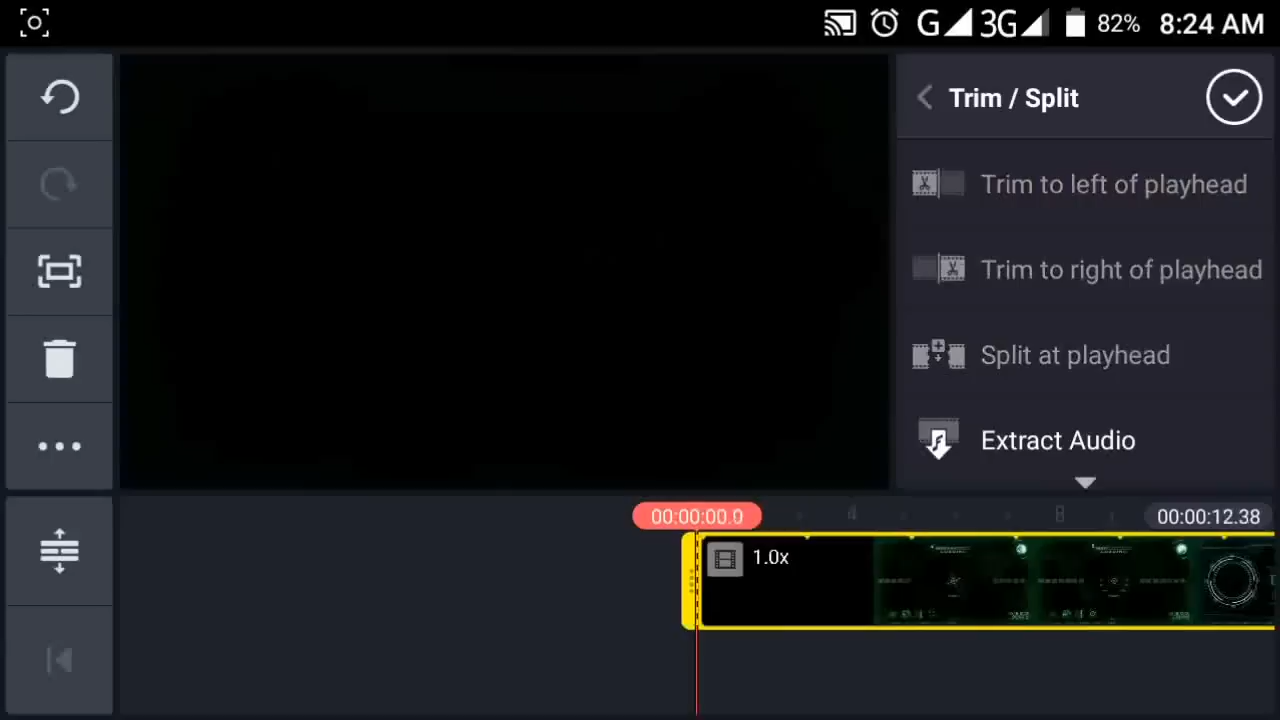 G 3G 82% 8:24 AM
Trim / Split
Trim to left of playhead
Trim to right of playhead
Split at playhead
Extract Audio
00:00:00.0
00:00:12.38
1.0x